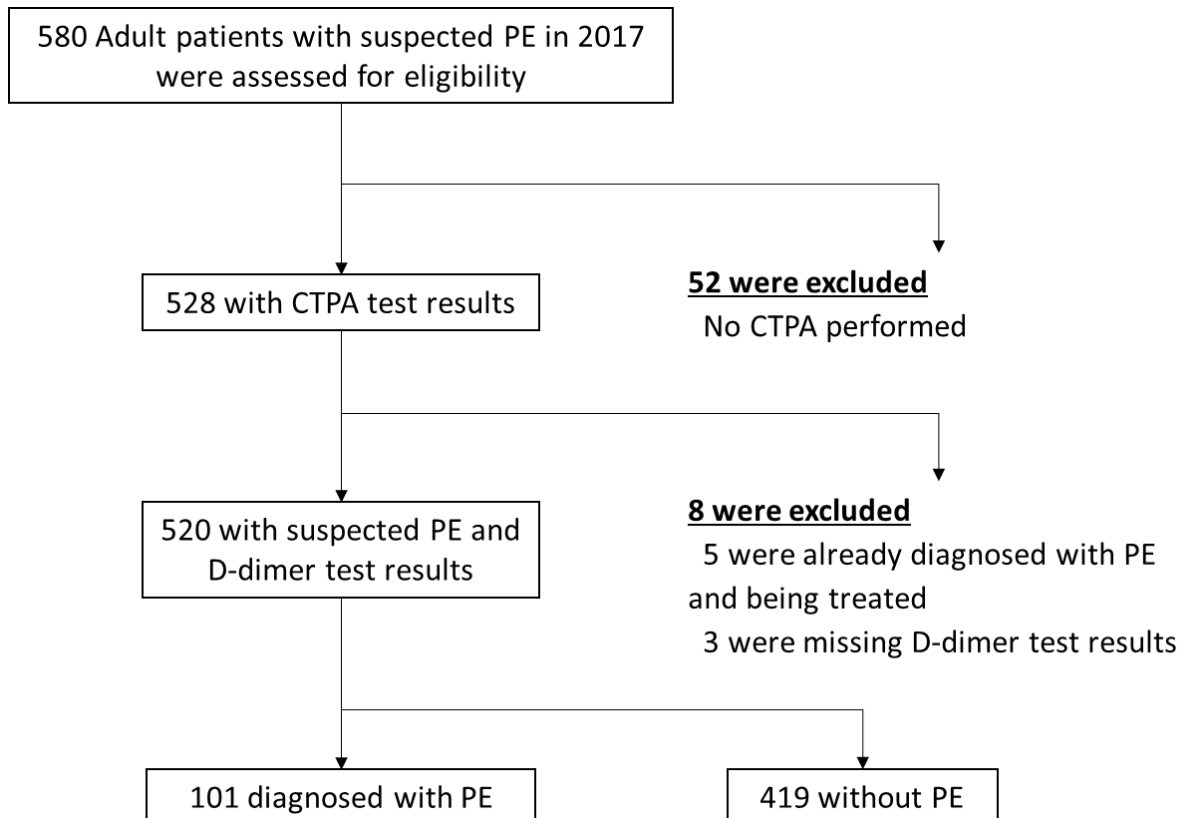 580 Adult patients with suspected PE in 2017
were assessed for eligibility
528 with CTPA test results
52 were excluded
No CTPA performed
520 with suspected PE and
D-dimer test results
8 were excluded
5 were already diagnosed with PE
and being treated
3 were missing D-dimer test results
101 diagnosed with PE
419 without PE